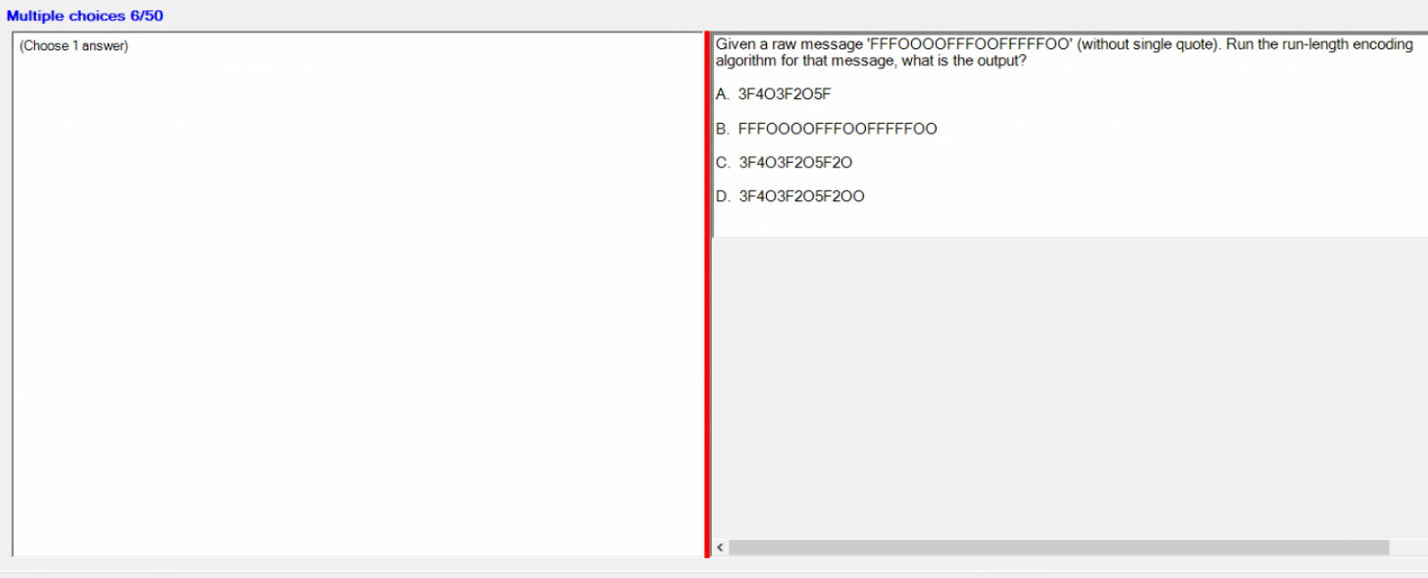 Multiple choices 6/50
(Choose 1 answer)
Given a raw message 'FFFOOOOFFFOOFFFFFOO' (without single quote). Run the run-length encoding
algorithm for that message, what is the output?
A. 3F4O3F2O5F
B. FFFOOOOFFFOOFFFFFOO
C. 3F4O3F2O5F2O
D. 3F4O3F2O5F2OO